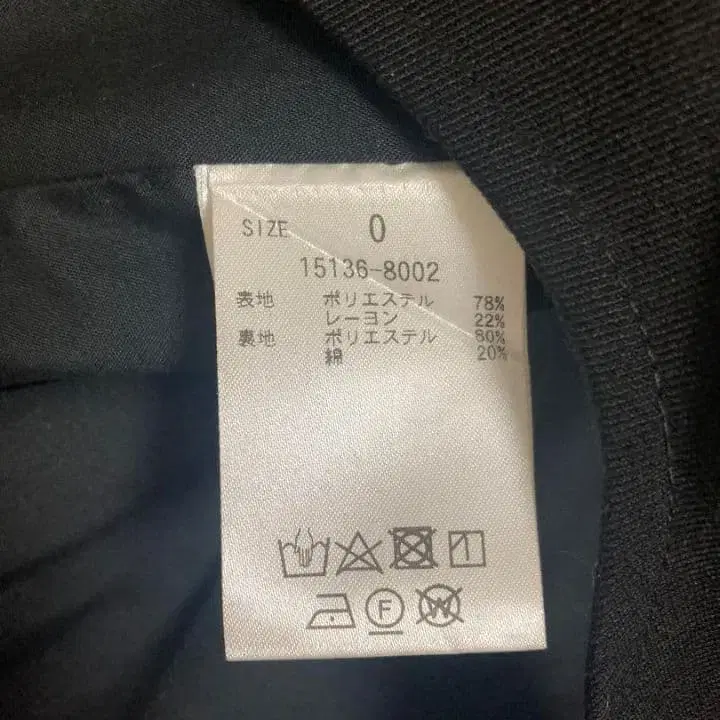 SIZE 0
15136-8002
表地 ポリエステル 78%
レーヨン 22%
裏地 ポリエステル 80%
綿 20%
F
W